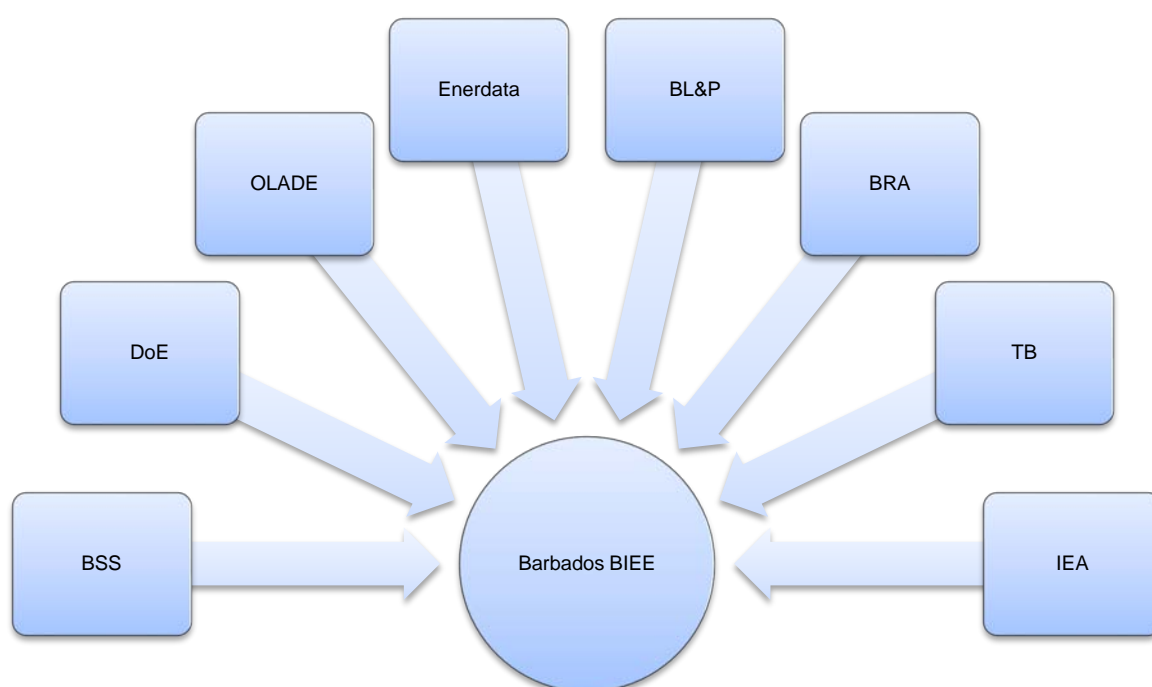 Enerdata
BL&P
OLADE
BRA
DoE
TB
BSS
Barbados BIEE
IEA